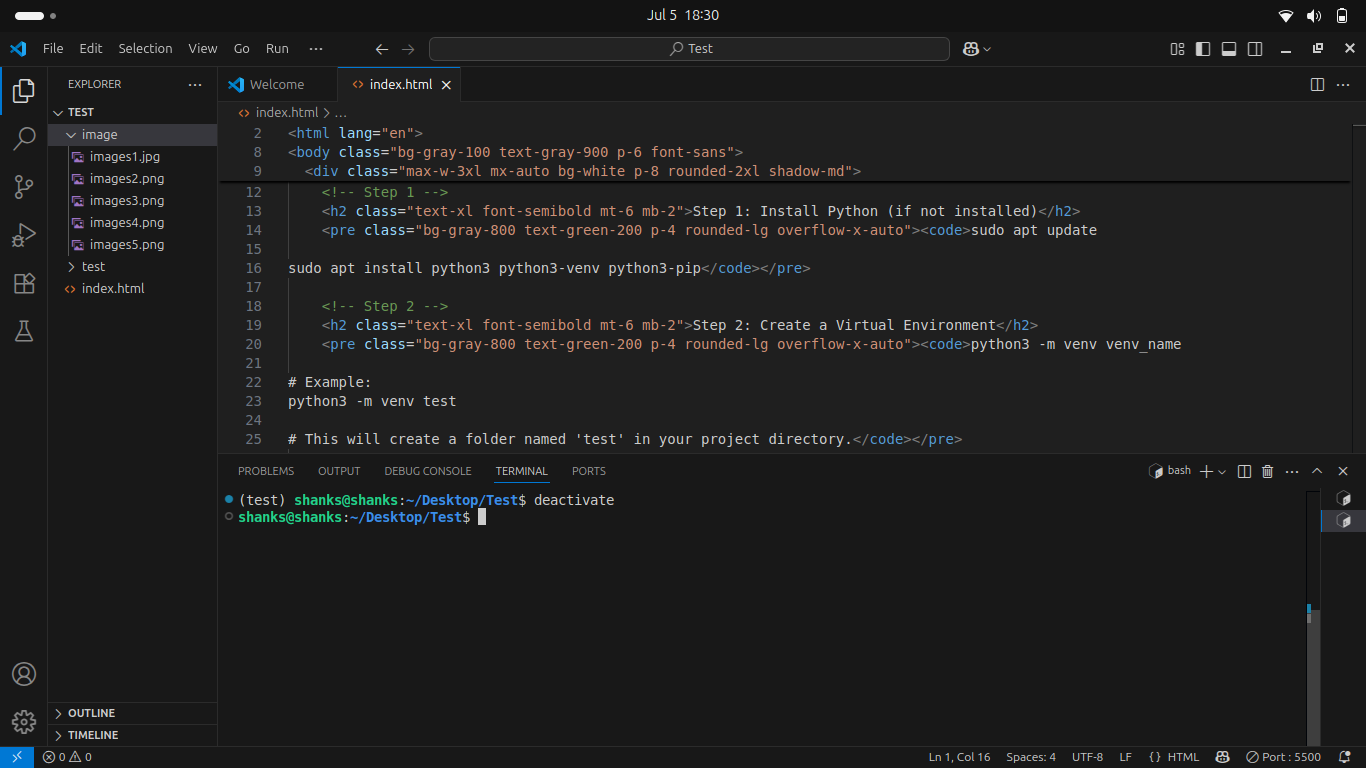 Jul 5 18:30
File Edit Selection View Go Run ···
Test
EXPLORER ···
TEST
image
images1.jpg
images2.png
images3.png
images4.png
images5.png
test
index.html
OUTLINE
TIMELINE
Welcome
index.html
index.html > ...
2 <html lang="en">
8 <body class="bg-gray-100 text-gray-900 p-6 font-sans">
9 <div class="max-w-3xl mx-auto bg-white p-8 rounded-2xl shadow-md">
12 <!-- Step 1 -->
13 <h2 class="text-xl font-semibold mt-6 mb-2">Step 1: Install Python (if not installed)</h2>
14 <pre class="bg-gray-800 text-green-200 p-4 rounded-lg overflow-x-auto"><code>sudo apt update
15
16 sudo apt install python3 python3-venv python3-pip</code></pre>
17
18 <!-- Step 2 -->
19 <h2 class="text-xl font-semibold mt-6 mb-2">Step 2: Create a Virtual Environment</h2>
20 <pre class="bg-gray-800 text-green-200 p-4 rounded-lg overflow-x-auto"><code>python3 -m venv venv_name
21
22 # Example:
23 python3 -m venv test
24
25 # This will create a folder named 'test' in your project directory.</code></pre>
PROBLEMS OUTPUT DEBUG CONSOLE TERMINAL PORTS
bash
(test) shanks@shanks:~/Desktop/Test$ deactivate
shanks@shanks:~/Desktop/Test$
0 0
Ln 1, Col 16 Spaces: 4 UTF-8 LF {} HTML Port : 5500